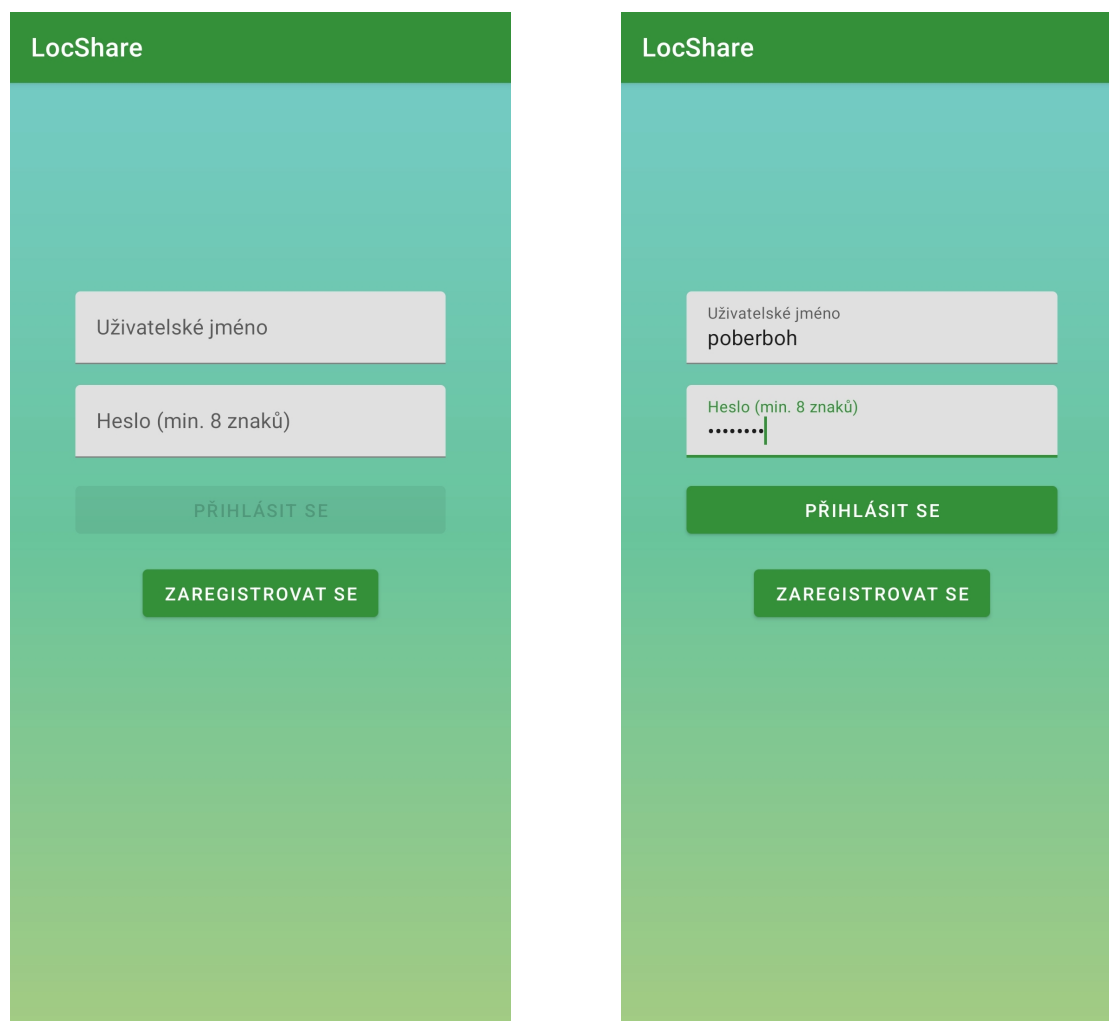 LocShare
Uživatelské jméno
Heslo (min. 8 znaků)
PŘIHLÁSIT SE
ZAREGISTROVAT SE
LocShare
Uživatelské jméno
poberboh
Heslo (min. 8 znaků)
••••••••
PŘIHLÁSIT SE
ZAREGISTROVAT SE